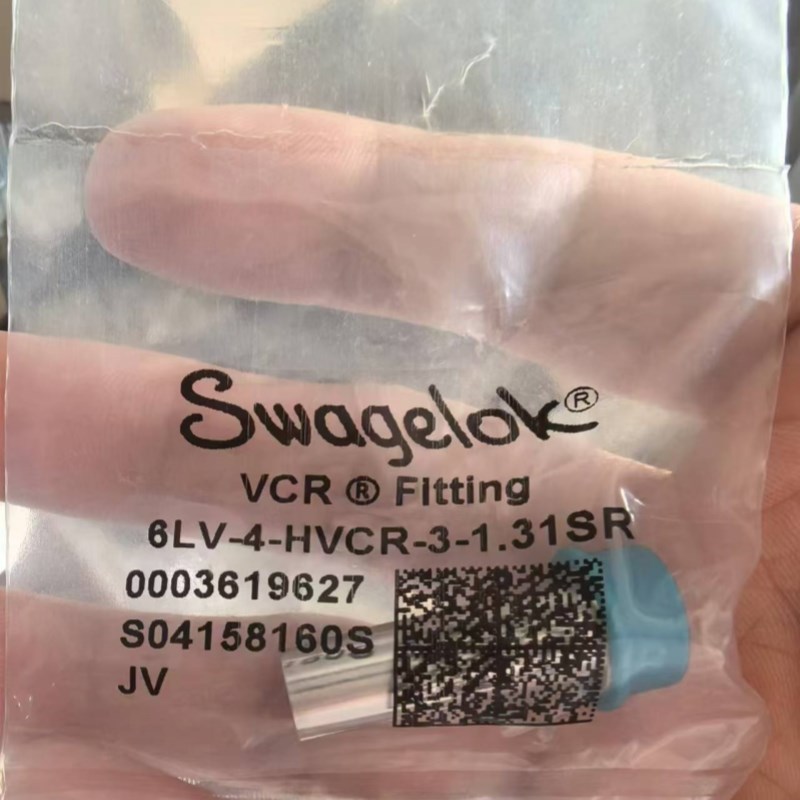 Swagelok®
VCR ® Fitting
6LV-4-HVCR-3-1.31SR
0003619627
S04158160S
JV